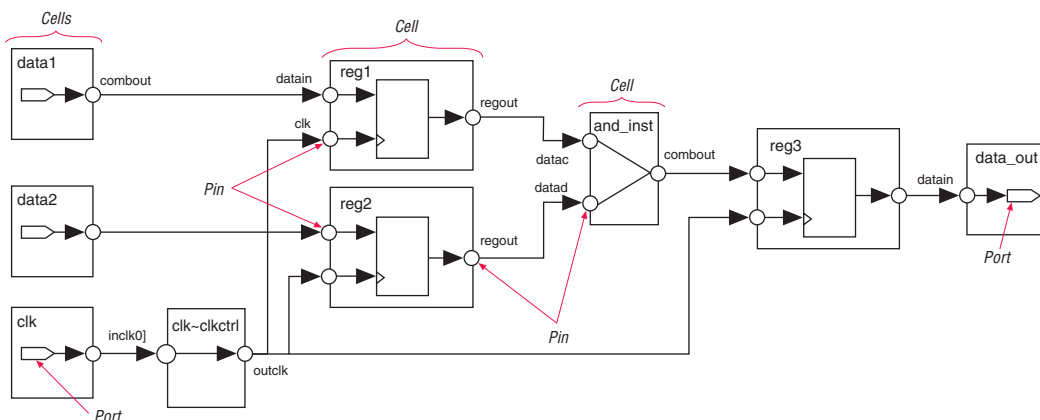 Cells
Cell
data1
combout
datain
reg1
clk
regout
Cell
and_inst
datac
combout
reg3
data_out
datain
Port
data2
Pin
reg2
datad
regout
Pin
clk
inclk0]
clk~clkctrl
outclk
Port